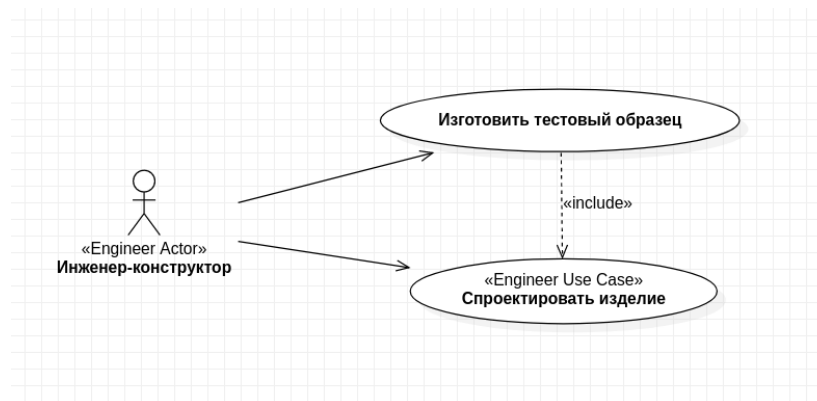 Изготовить тестовый образец
«include»
«Engineer Actor»
Инженер-конструктор
«Engineer Use Case»
Спроектировать изделие